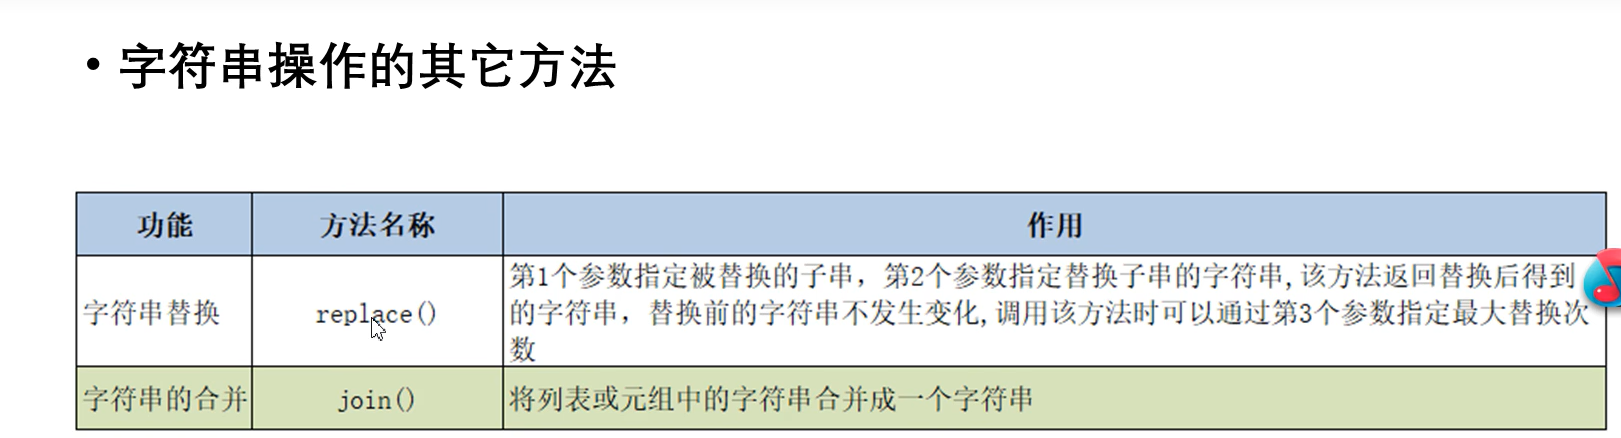 • 字符串操作的其它方法
功能 方法名称 作用
字符串替换 replace() 第1个参数指定被替换的子串，第2个参数指定替换子串的字符串,该方法返回替换后得到
的字符串，替换前的字符串不发生变化,调用该方法时可以通过第3个参数指定最大替换次
数
字符串的合并 join() 将列表或元组中的字符串合并成一个字符串